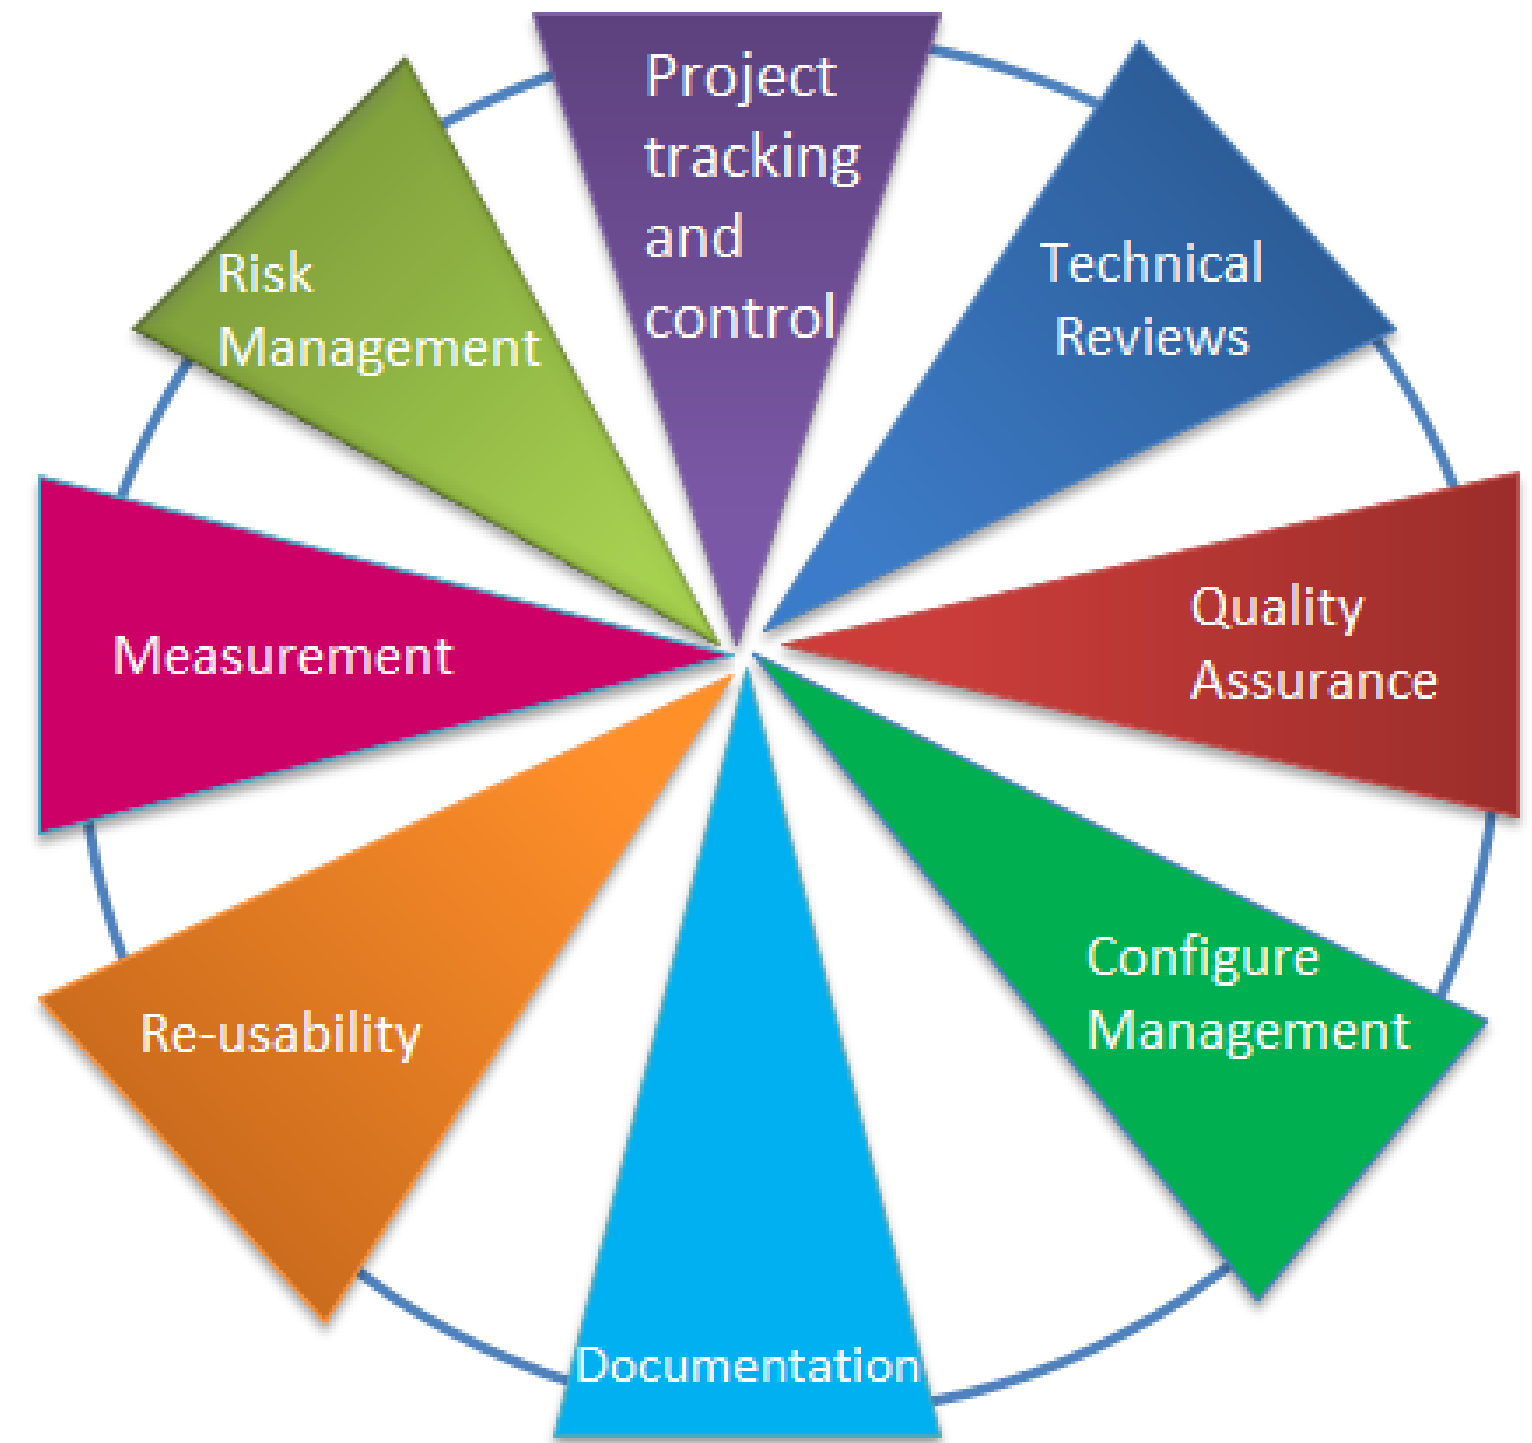 Project
tracking
and
control
Technical
Reviews
Quality
Assurance
Configure
Management
Documentation
Re-usability
Measurement
Risk
Management